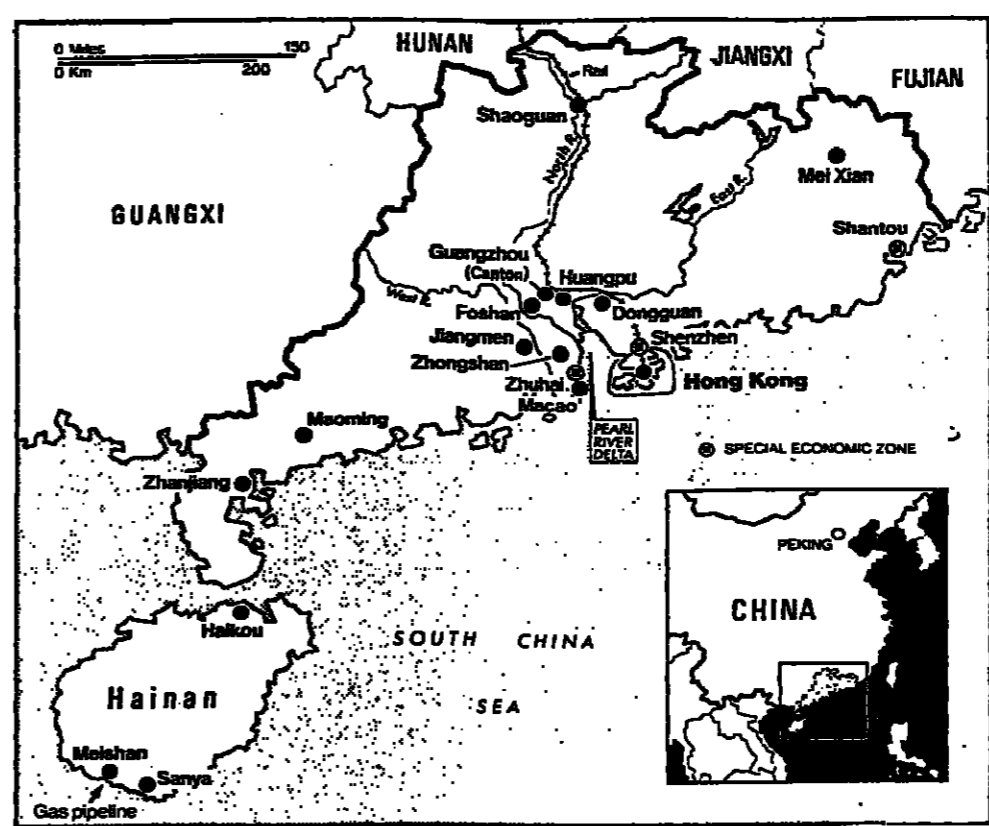 0 Miles 150
0 Km 200
HUNAN
JIANGXI
FUJIAN
Rail
Shaoguan
North R.
East R.
Mei Xian
GUANGXI
Shantou
Guangzhou
(Canton)
Huangpu
West R.
Foshan
Dongguan
Jiangmen
Shenzhen
Zhongshan
Hong Kong
Zhuhai
Macao
PEARL
RIVER
DELTA
Maoming
SPECIAL ECONOMIC ZONE
Zhanjiang
PEKING
CHINA
Haikou
SOUTH CHINA
SEA
Hainan
Meishan
Sanya
Gas pipeline